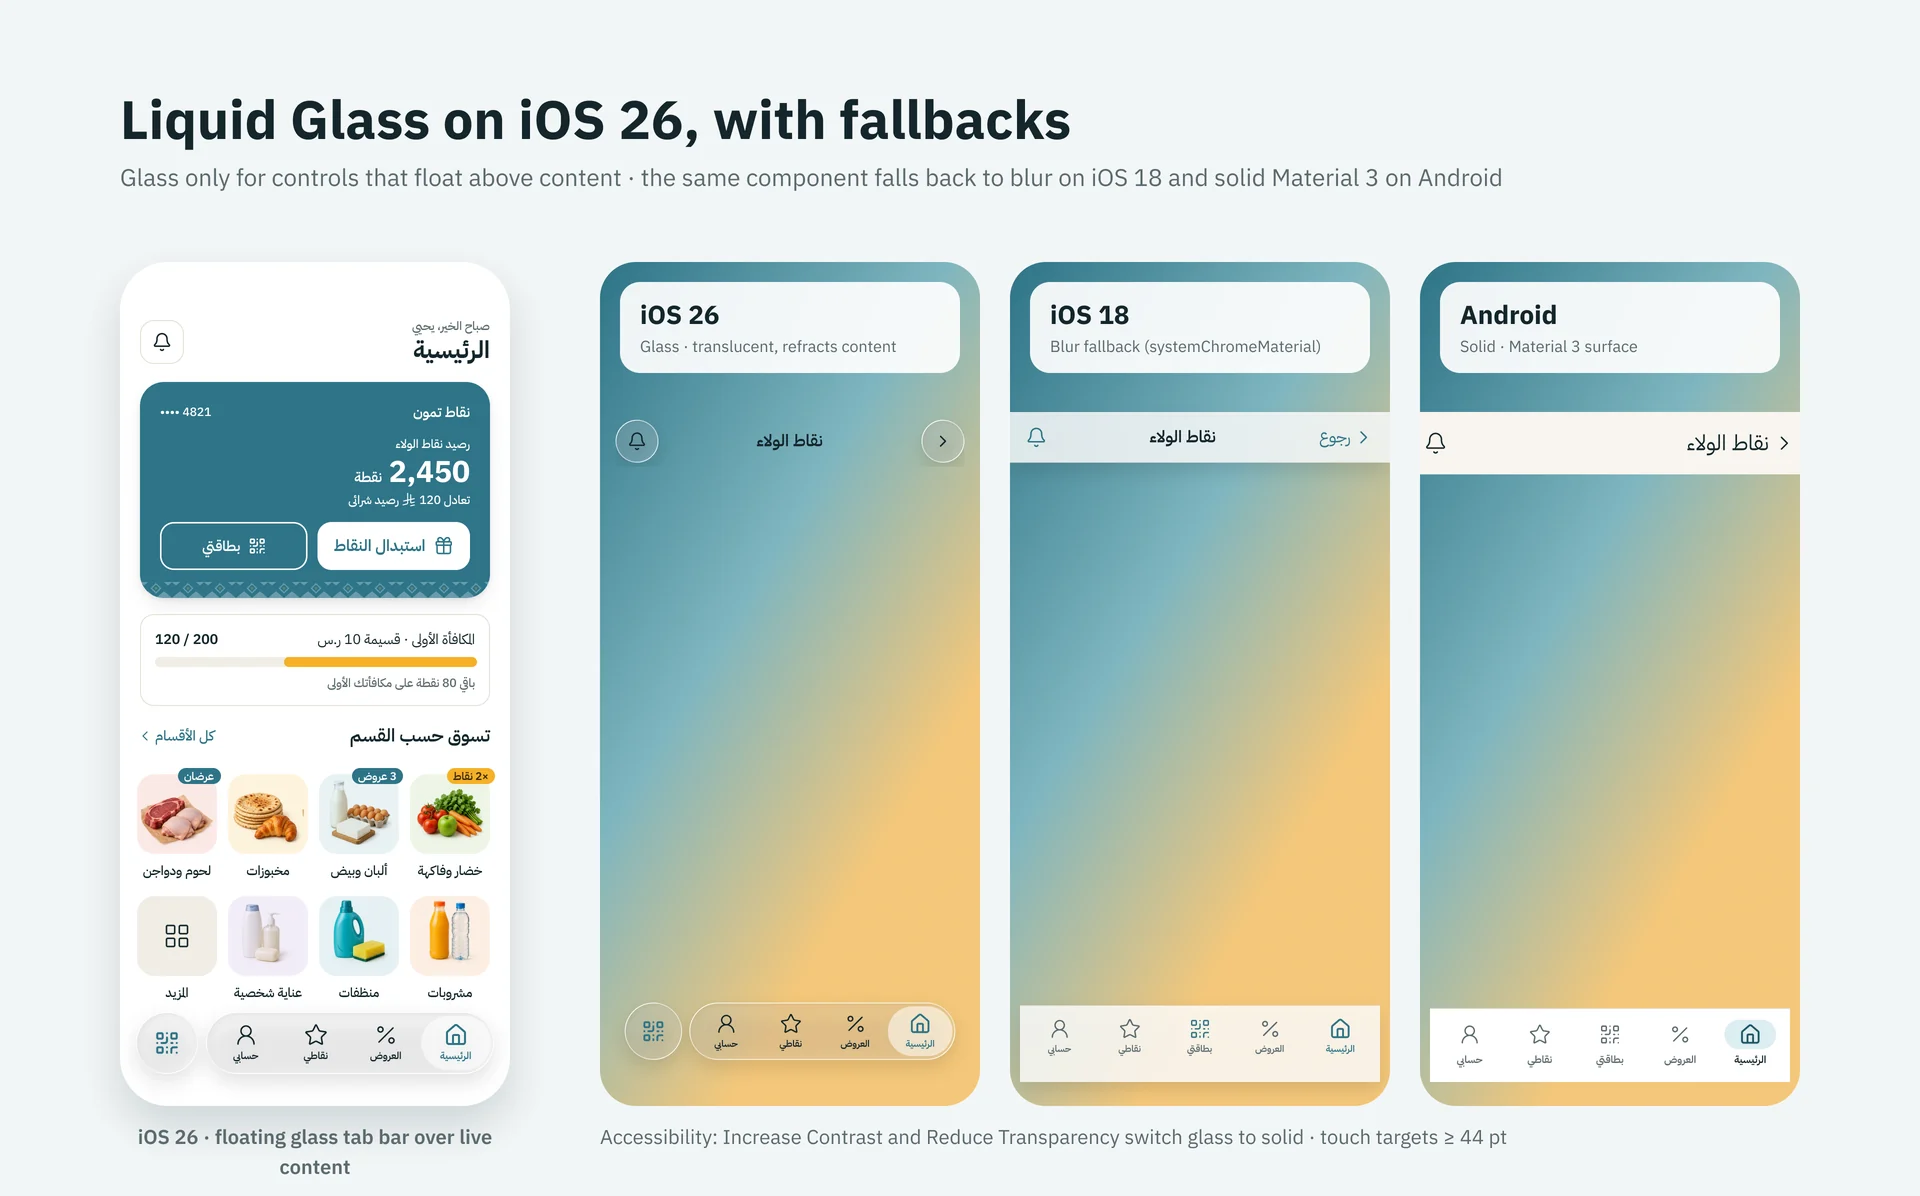 Liquid Glass on iOS 26, with fallbacks
Glass only for controls that float above content · the same component falls back to blur on iOS 18 and solid Material 3 on Android
صباح الخير، يحيى
الرئيسية
نقاط تمون
•••• 4821
رصيد نقاط الولاء
2,450 نقطة
تعادل 120 رصيد شرائي
استبدال النقاط
بطاقتي
المكافأة الأولى · قسيمة 10 ر.س
120 / 200
باقي 80 نقطة على مكافأتك الأولى
تسوق حسب القسم
كل الأقسام
×2 نقاط
3 عروض
عرضان
خضار وفاكهة
ألبان وبيض
مخبوزات
لحوم ودواجن
مشروبات
منظفات
عناية شخصية
المزيد
الرئيسية
العروض
نقاطي
حسابي
iOS 26 · floating glass tab bar over live
content
iOS 26
Glass · translucent, refracts content
نقاط الولاء
الرئيسية
العروض
نقاطي
حسابي
iOS 18
Blur fallback (systemChromeMaterial)
رجوع
نقاط الولاء
الرئيسية
العروض
بطاقتي
نقاطي
حسابي
Android
Solid · Material 3 surface
نقاط الولاء
الرئيسية
العروض
بطاقتي
نقاطي
حسابي
Accessibility: Increase Contrast and Reduce Transparency switch glass to solid · touch targets ≥ 44 pt